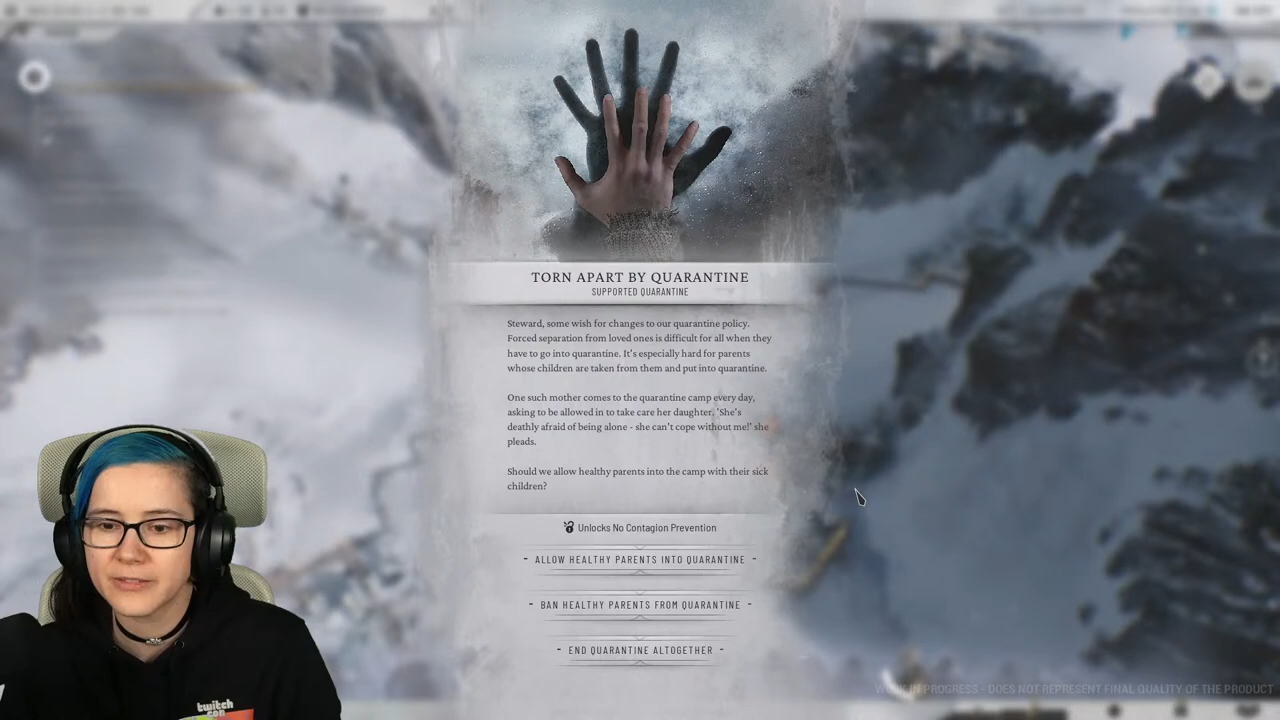 TORN APART BY QUARANTINE
SUPPORTED QUARANTINE
Steward, some wish for changes to our quarantine policy.
Forced separation from loved ones is difficult for all when they
have to go into quarantine. It's especially hard for parents
whose children are taken from them and put into quarantine.
One such mother comes to the quarantine camp every day,
asking to be allowed in to take care her daughter. 'She's
deathly afraid of being alone - she can't cope without me!' she
pleads.
Should we allow healthy parents into the camp with their sick
children?
Unlocks No Contagion Prevention
- ALLOW HEALTHY PARENTS INTO QUARANTINE -
- BAN HEALTHY PARENTS FROM QUARANTINE -
- END QUARANTINE ALTOGETHER -
WORK IN PROGRESS - DOES NOT REPRESENT FINAL QUALITY OF THE PRODUCT
twitch
con